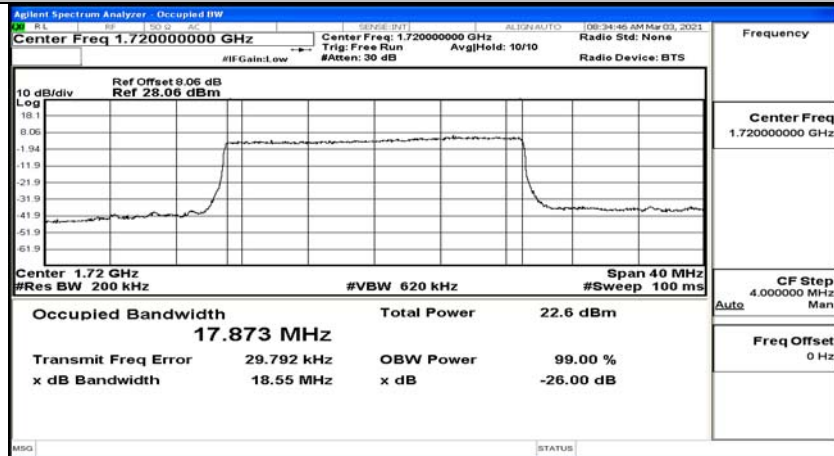 Agilent Spectrum Analyzer - Occupied BW
RL RF 50 Ω AC SENSE:INT ALIGNAUTO 08:34:46 AM Mar 03, 2021
Center Freq 1.720000000 GHz Center Freq: 1.720000000 GHz Radio Std: None Frequency
Trig: Free Run Avg|Hold: 10/10
#IFGain:Low #Atten: 30 dB Radio Device: BTS
Ref Offset 8.06 dB
10 dB/div Ref 28.06 dBm
Log
18.1
8.06
-1.94
-11.9
-21.9
-31.9
-41.9
-51.9
-61.9
Center Freq
1.720000000 GHz
Center 1.72 GHz Span 40 MHz
#Res BW 200 kHz #VBW 620 kHz #Sweep 100 ms
CF Step
4.000000 MHz
Auto Man
Occupied Bandwidth Total Power 22.6 dBm
17.873 MHz
Transmit Freq Error 29.792 kHz OBW Power 99.00 %
x dB Bandwidth 18.55 MHz x dB -26.00 dB
Freq Offset
0 Hz
MSG STATUS